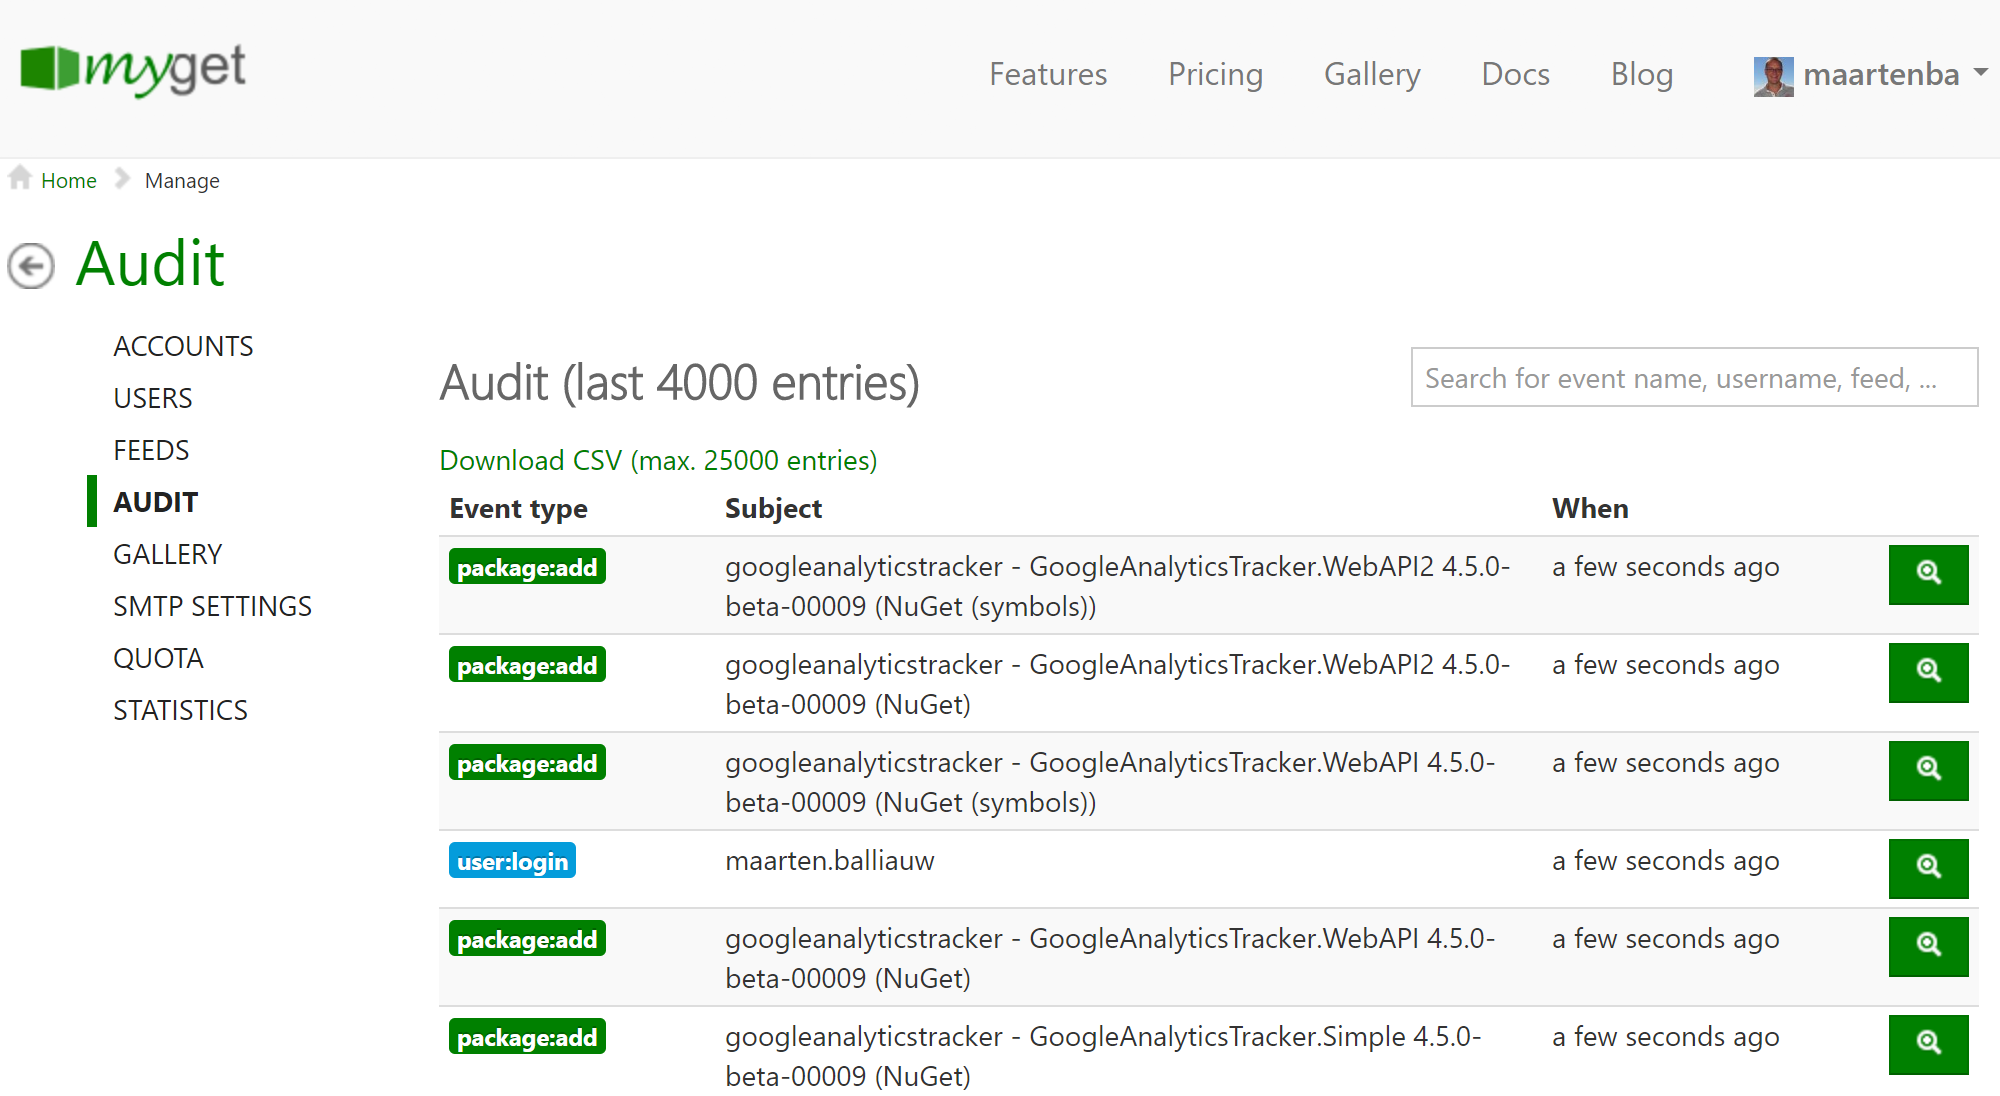 myget
Features
Pricing
Gallery
Docs
Blog
maartenba
Home
Manage
Audit
ACCOUNTS
USERS
FEEDS
AUDIT
GALLERY
SMTP SETTINGS
QUOTA
STATISTICS
Audit (last 4000 entries)
Search for event name, username, feed, ...
Download CSV (max. 25000 entries)
Event type
Subject
When
package:add
googleanalyticstracker - GoogleAnalyticsTracker.WebAPI2 4.5.0-
beta-00009 (NuGet (symbols))
a few seconds ago
package:add
googleanalyticstracker - GoogleAnalyticsTracker.WebAPI2 4.5.0-
beta-00009 (NuGet)
a few seconds ago
package:add
googleanalyticstracker - GoogleAnalyticsTracker.WebAPI 4.5.0-
beta-00009 (NuGet (symbols))
a few seconds ago
user:login
maarten.balliauw
a few seconds ago
package:add
googleanalyticstracker - GoogleAnalyticsTracker.WebAPI 4.5.0-
beta-00009 (NuGet)
a few seconds ago
package:add
googleanalyticstracker - GoogleAnalyticsTracker.Simple 4.5.0-
beta-00009 (NuGet)
a few seconds ago